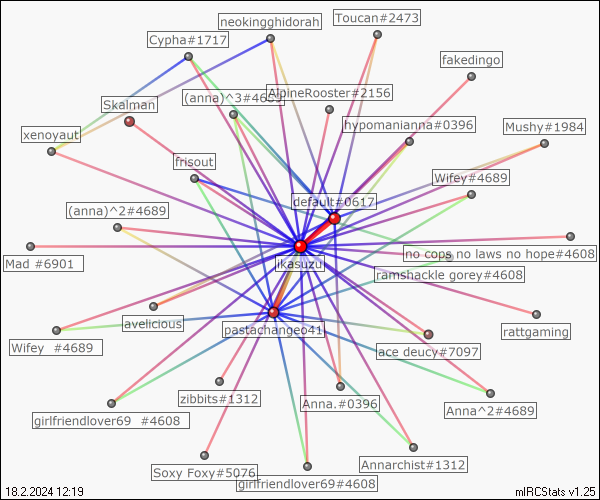 neokingghidorah
Toucan#2473
Cypha#1717
fakedingo
Skalman
(anna)^3#4689
AlpineRooster#2156
hypomanianna#0396
Mushy#1984
xenoyaut
frisout
Wifey#4689
default#0617
(anna)^2#4689
no cops no laws no hope#4608
Mad #6901
ikasuzu
ramshackle gorey#4608
avelicious
pastachangeo41
rattgaming
Wifey #4689
ace deucy#7097
zibbits#1312
Anna.#0396
Anna^2#4689
girlfriendlover69 #4608
Soxy Foxy#5076
Annarchist#1312
girlfriendlover69#4608
18.2.2024 12:19
mIRCStats v1.25